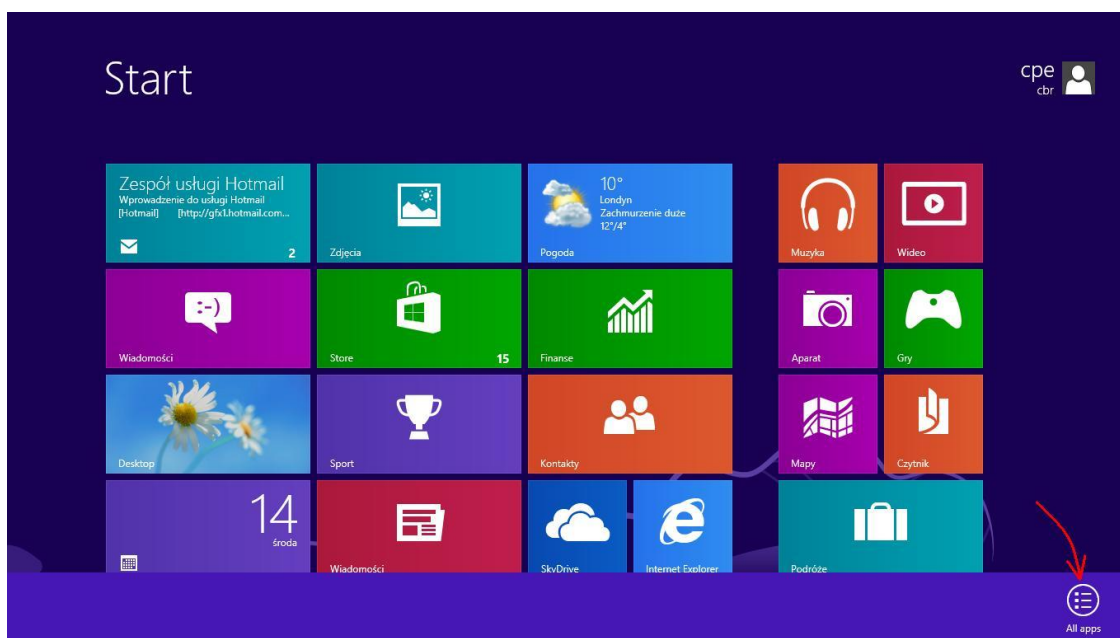 Start
cpe
cbr
Zespół usługi Hotmail
Wprowadzenie do usługi Hotmail
[Hotmail] [http://gfx1.hotmail.com...
2
Zdjęcia
10°
Londyn
Zachmurzenie duże
12°/4°
Pogoda
Muzyka
Wideo
:-)
Wiadomości
Store
15
Finanse
Aparat
Gry
Desktop
Sport
Kontakty
Mapy
Czytnik
14
środa
Wiadomości
SkyDrive
Internet Explorer
Podróże
All apps